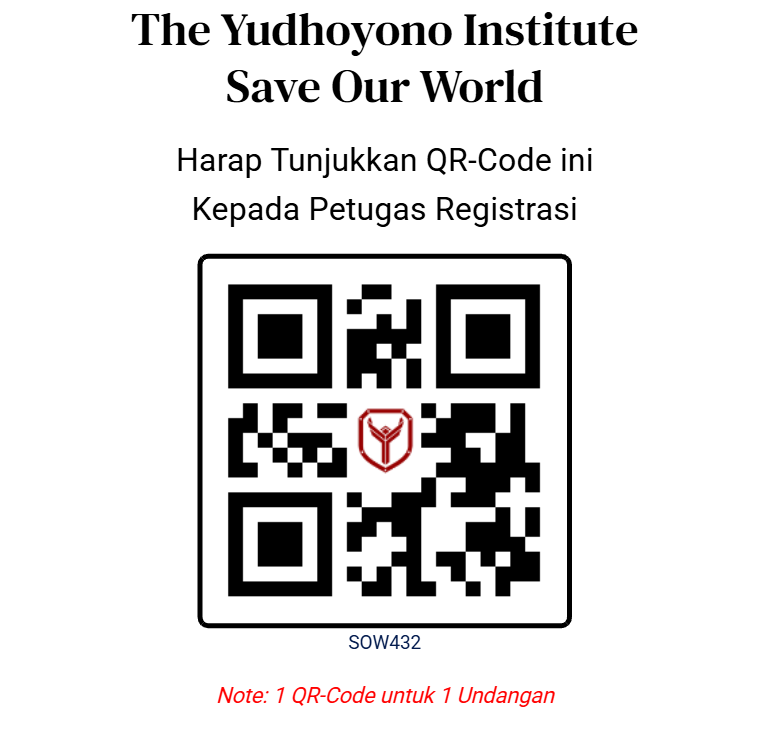 The Yudhoyono Institute
Save Our World
Harap Tunjukkan QR-Code ini
Kepada Petugas Registrasi
SOW432
Note: 1 QR-Code untuk 1 Undangan